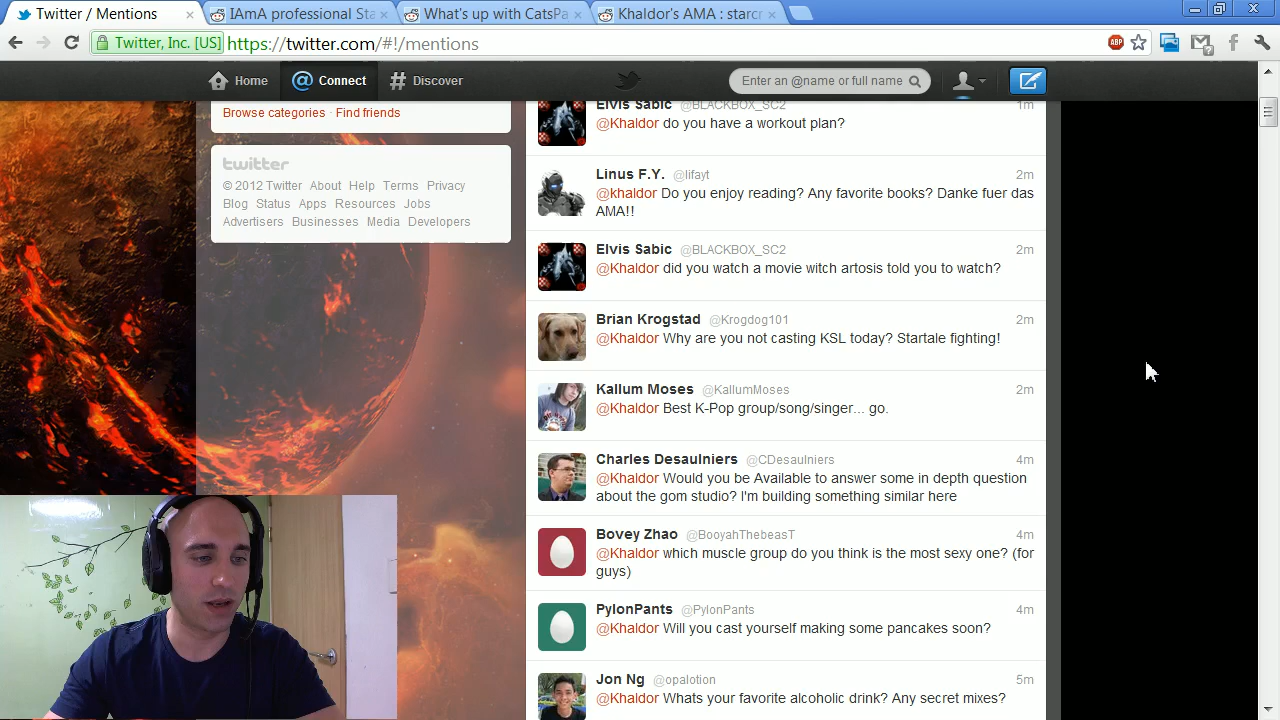 Twitter / Mentions
IAmA professional Sta
What's up with CatsPa
Khaldor's AMA : starcr
Twitter, Inc. [US]
https://twitter.com/#!/mentions
ABP
Home
Connect
Discover
Enter an @name or full name
Browse categories · Find friends
twitter
© 2012 Twitter About Help Terms Privacy
Blog Status Apps Resources Jobs
Advertisers Businesses Media Developers
Elvis Sabic @BLACKBOX_SC2 1m
@Khaldor do you have a workout plan?
Linus F.Y. @lifayt 2m
@khaldor Do you enjoy reading? Any favorite books? Danke fuer das
AMA!!
Elvis Sabic @BLACKBOX_SC2 2m
@Khaldor did you watch a movie witch artosis told you to watch?
Brian Krogstad @Krogdog101 2m
@Khaldor Why are you not casting KSL today? Startale fighting!
Kallum Moses @KallumMoses 2m
@Khaldor Best K-Pop group/song/singer... go.
Charles Desaulniers @CDesaulniers 4m
@Khaldor Would you be Available to answer some in depth question
about the gom studio? I'm building something similar here
Bovey Zhao @BooyahThebeasT 4m
@Khaldor which muscle group do you think is the most sexy one? (for
guys)
PylonPants @PylonPants 4m
@Khaldor Will you cast yourself making some pancakes soon?
Jon Ng @opalotion 5m
@Khaldor Whats your favorite alcoholic drink? Any secret mixes?